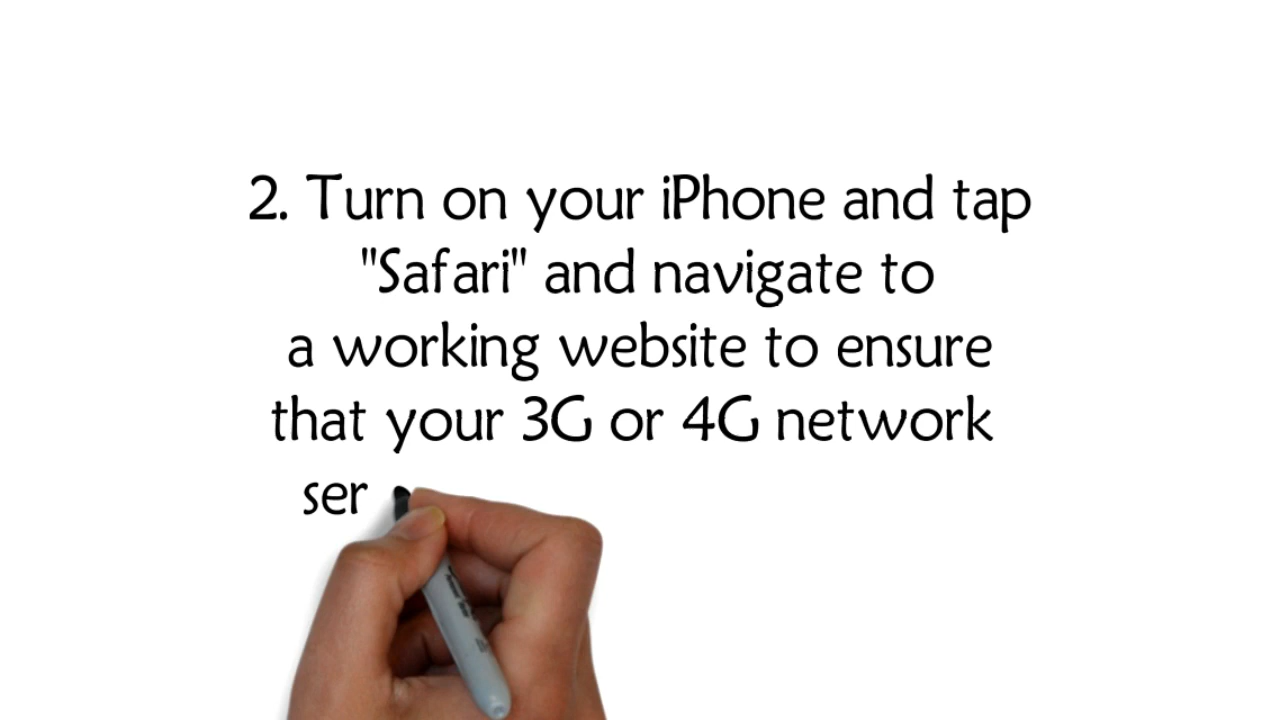 2. Turn on your iPhone and tap
"Safari" and navigate to
a working website to ensure
that your 3G or 4G network
ser